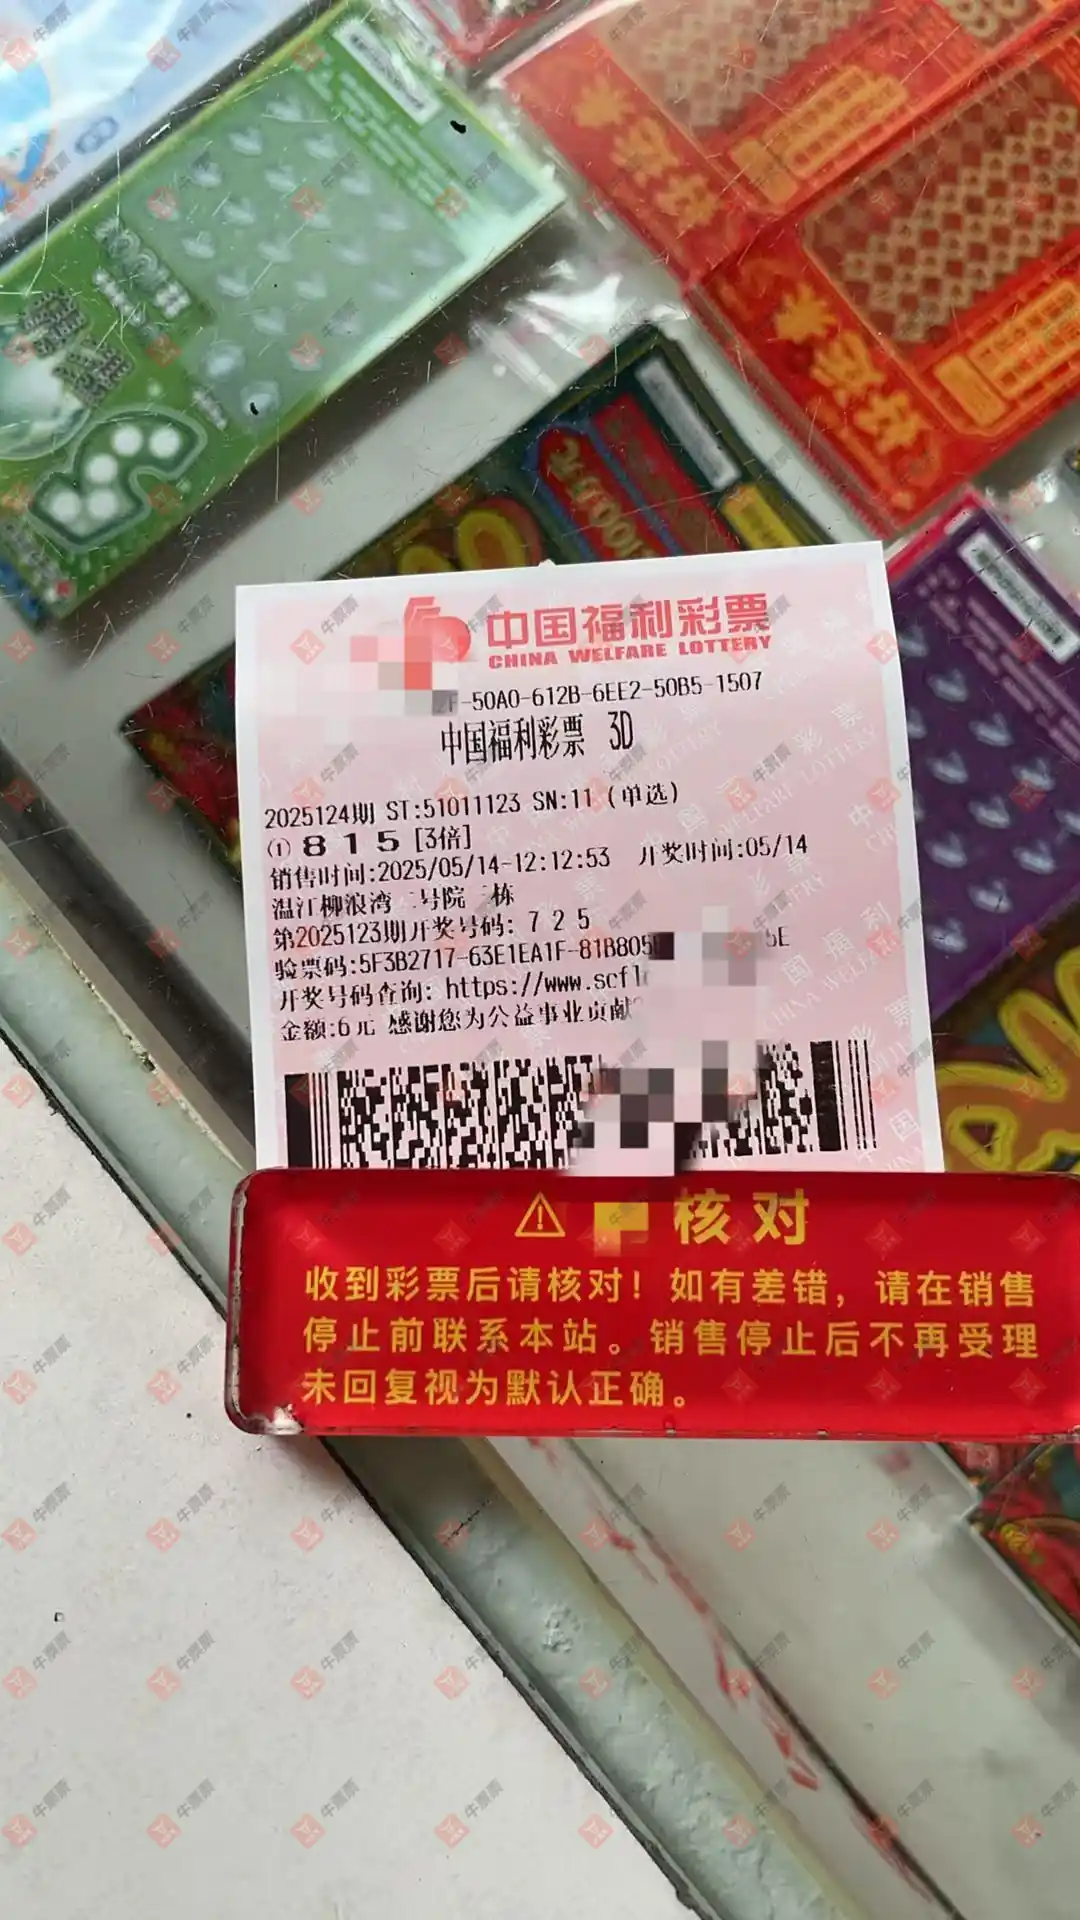 中国福利彩票
CHINA WELFARE LOTTERY
-50A0-612B-6EE2-50B5-1507
中国福利彩票 3D
2025124期 ST:51011123 SN:11 (单选)
① 8 1 5 [3倍]
销售时间:2025/05/14-12:12:53 开奖时间:05/14
温江柳浪湾二号院二栋
第2025123期开奖号码: 7 2 5
验票码:5F3B2717-63E1EA1F-81B805 5E
开奖号码查询: https://www.scfl
金额:6元 感谢您为公益事业贡献
⚠ 核对
收到彩票后请核对！如有差错，请在销售
停止前联系本站。销售停止后不再受理
未回复视为默认正确。
牛票票